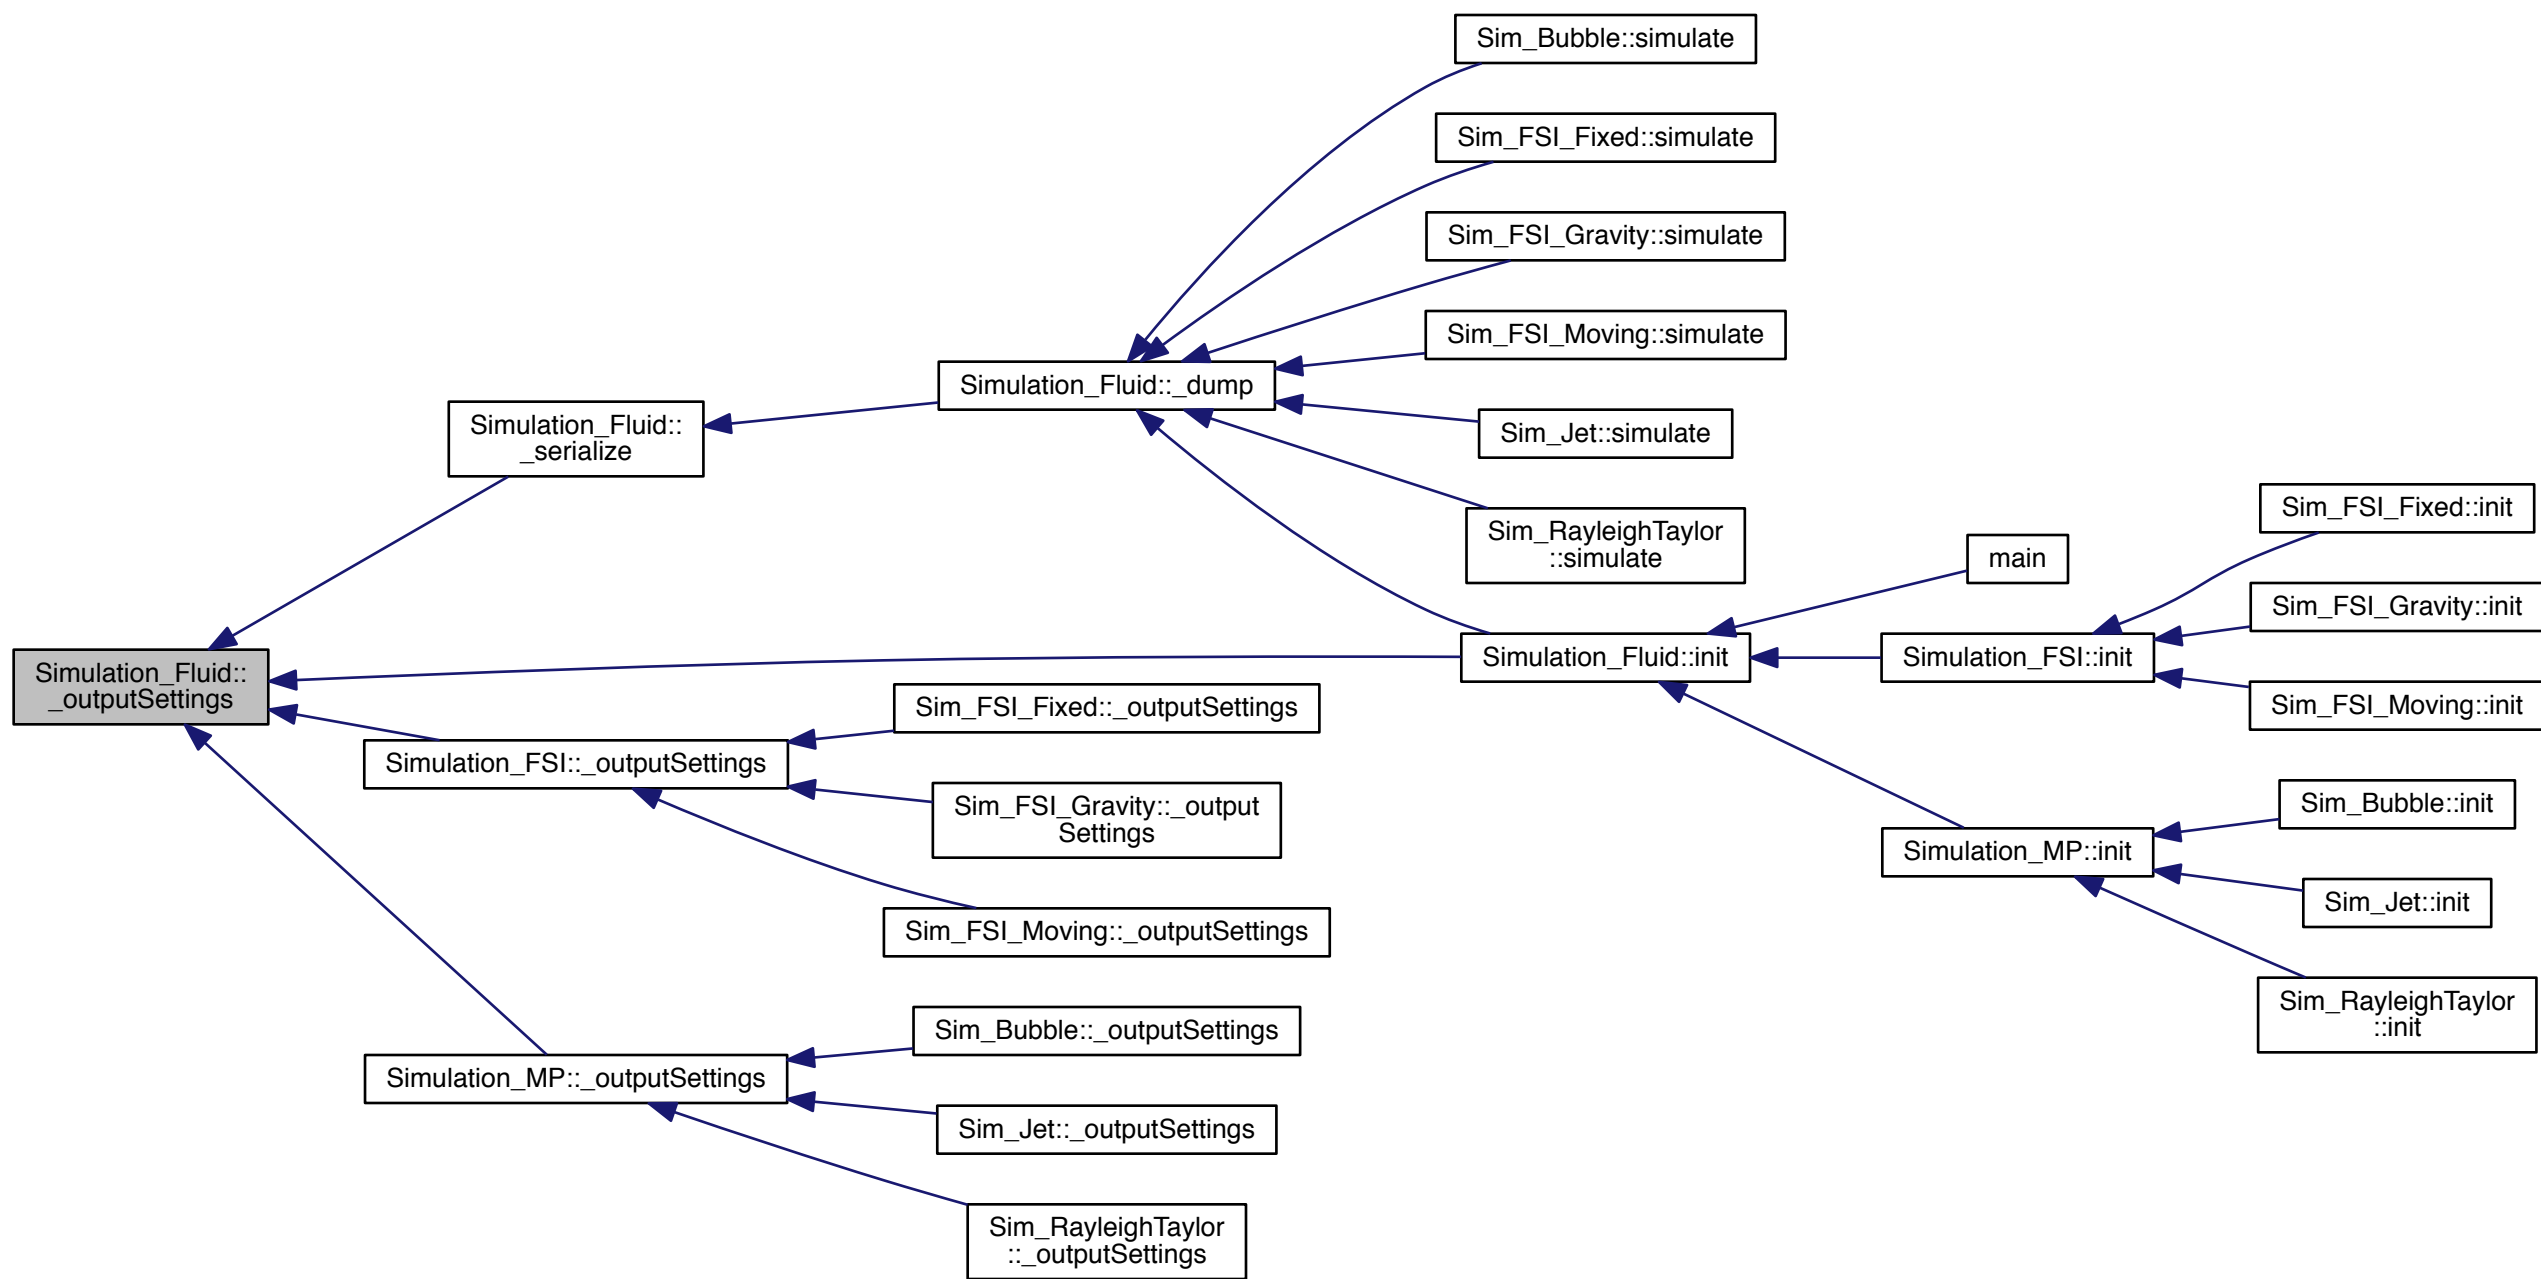 Sim_Bubble::simulate
Sim_FSI_Fixed::simulate
Sim_FSI_Gravity::simulate
Sim_FSI_Moving::simulate
Simulation_Fluid::_dump
Simulation_Fluid::
_serialize
Sim_Jet::simulate
Sim_RayleighTaylor
::simulate
Sim_FSI_Fixed::init
main
Sim_FSI_Gravity::init
Simulation_Fluid::init
Simulation_FSI::init
Simulation_Fluid::
_outputSettings
Sim_FSI_Fixed::_outputSettings
Sim_FSI_Moving::init
Simulation_FSI::_outputSettings
Sim_FSI_Gravity::_output
Settings
Sim_Bubble::init
Simulation_MP::init
Sim_Jet::init
Sim_FSI_Moving::_outputSettings
Sim_RayleighTaylor
::init
Sim_Bubble::_outputSettings
Simulation_MP::_outputSettings
Sim_Jet::_outputSettings
Sim_RayleighTaylor
::_outputSettings